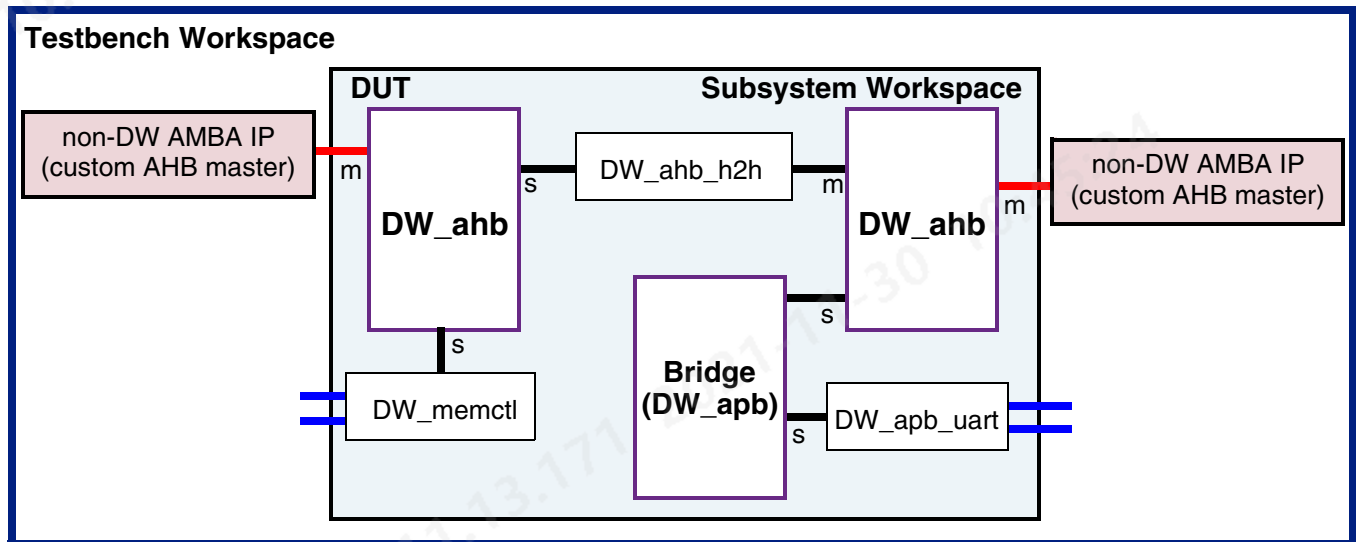 Testbench Workspace
DUT
Subsystem Workspace
non-DW AMBA IP
(custom AHB master)
m
DW_ahb
s
DW_ahb_h2h
m
DW_ahb
m
non-DW AMBA IP
(custom AHB master)
s
s
DW_memctl
Bridge
(DW_apb)
s
DW_apb_uart